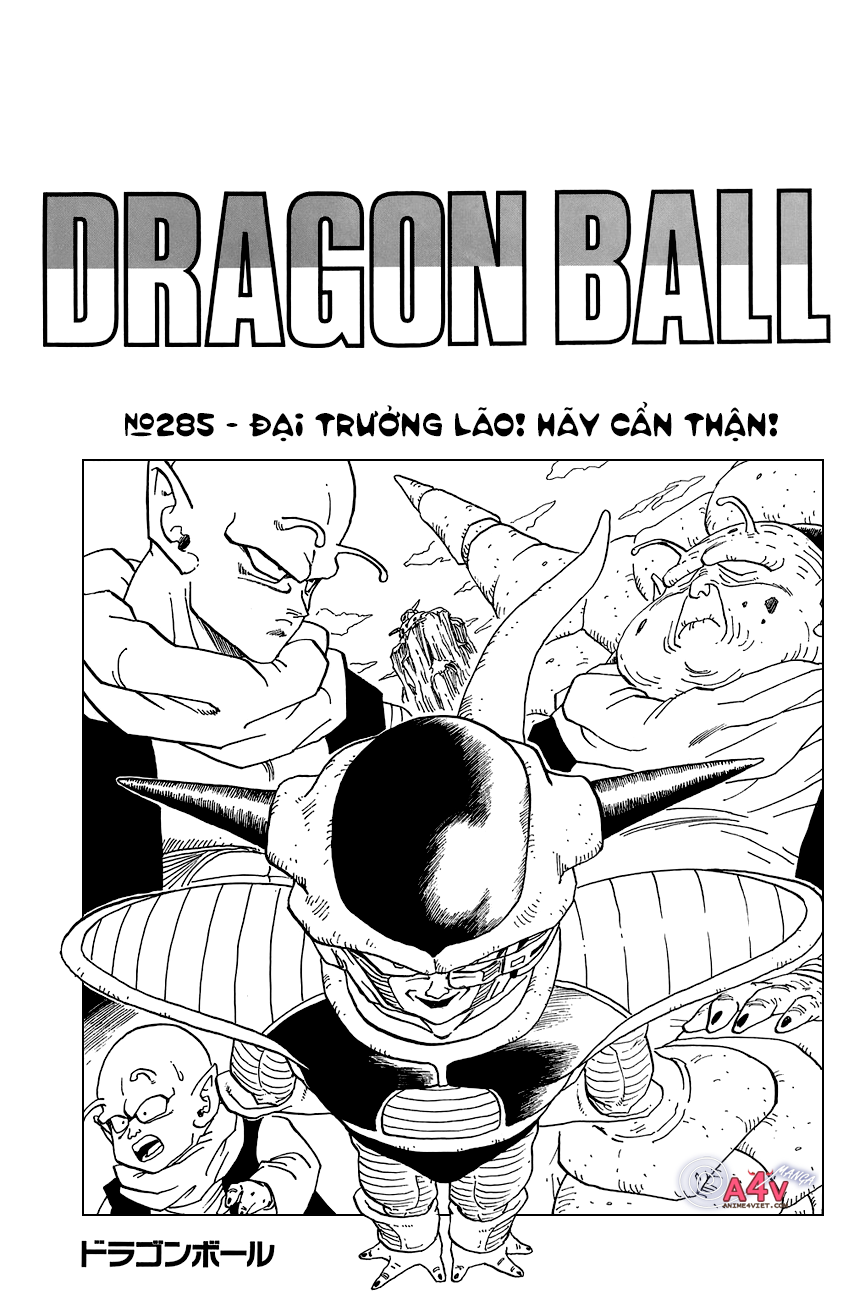 DRAGON BALL
№285 - ĐẠI TRƯỞNG LÃO! HÃY CẨN THẬN!
MANGA
A4V
ANIME4VIET.COM
ドラゴンボール